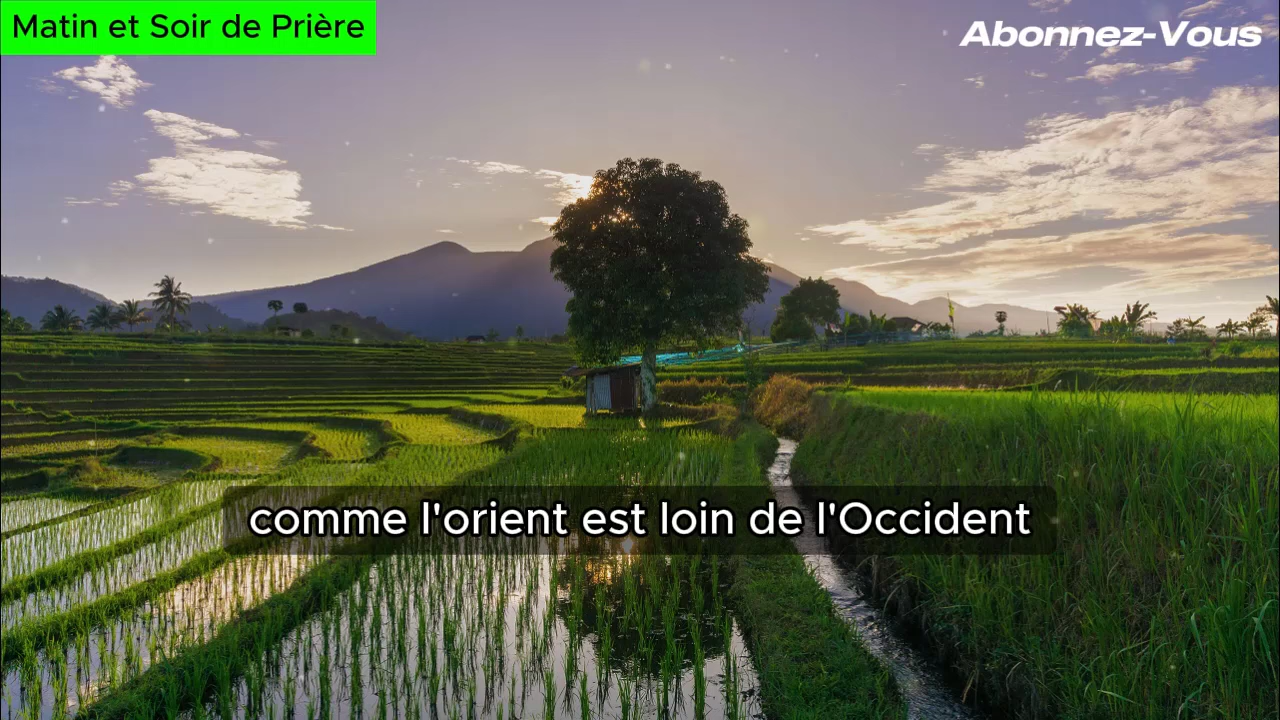 Matin et Soir de Prière
Abonnez-Vous
comme l'orient est loin de l'Occident